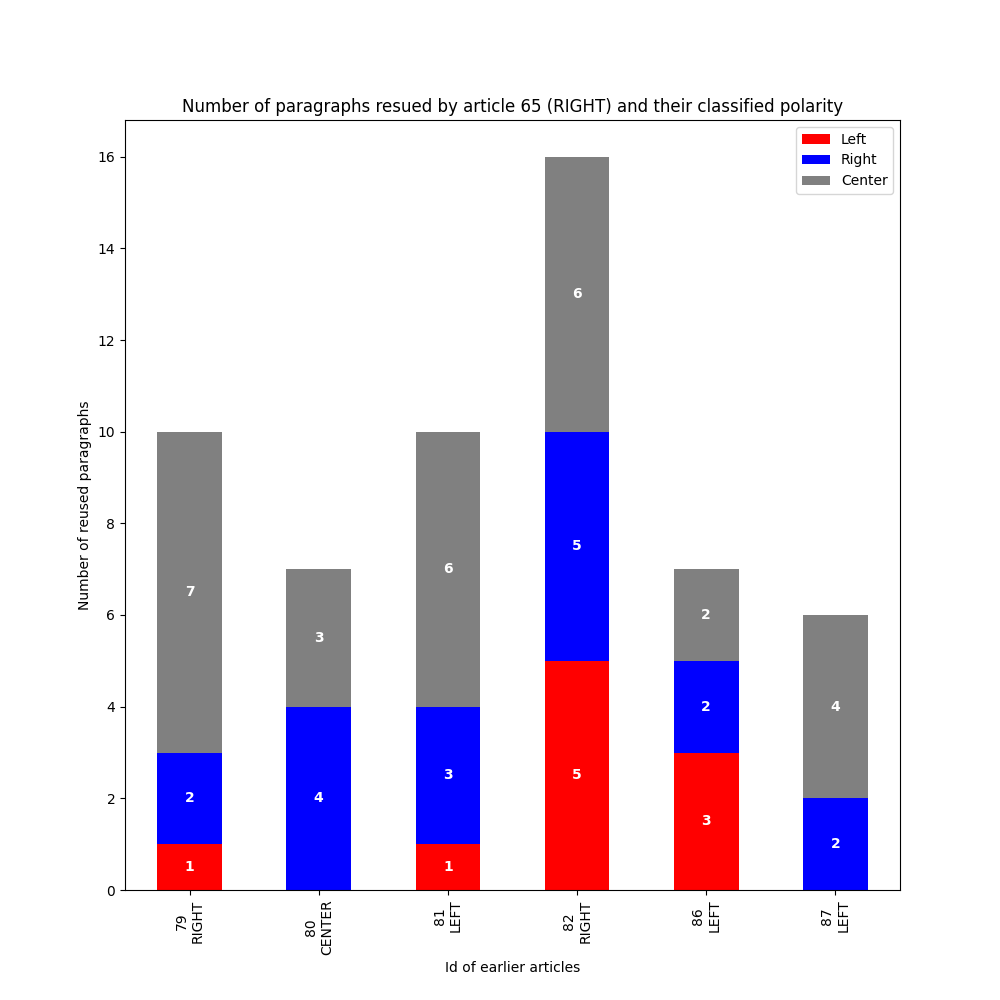 Number of paragraphs resued by article 65 (RIGHT) and their classified polarity
Left
Right
Center
Number of reused paragraphs
16
14
12
10
8
6
4
2
0
7
2
1
3
4
6
3
1
6
5
5
2
2
3
4
2
79
RIGHT
80
CENTER
81
LEFT
82
RIGHT
86
LEFT
87
LEFT
Id of earlier articles